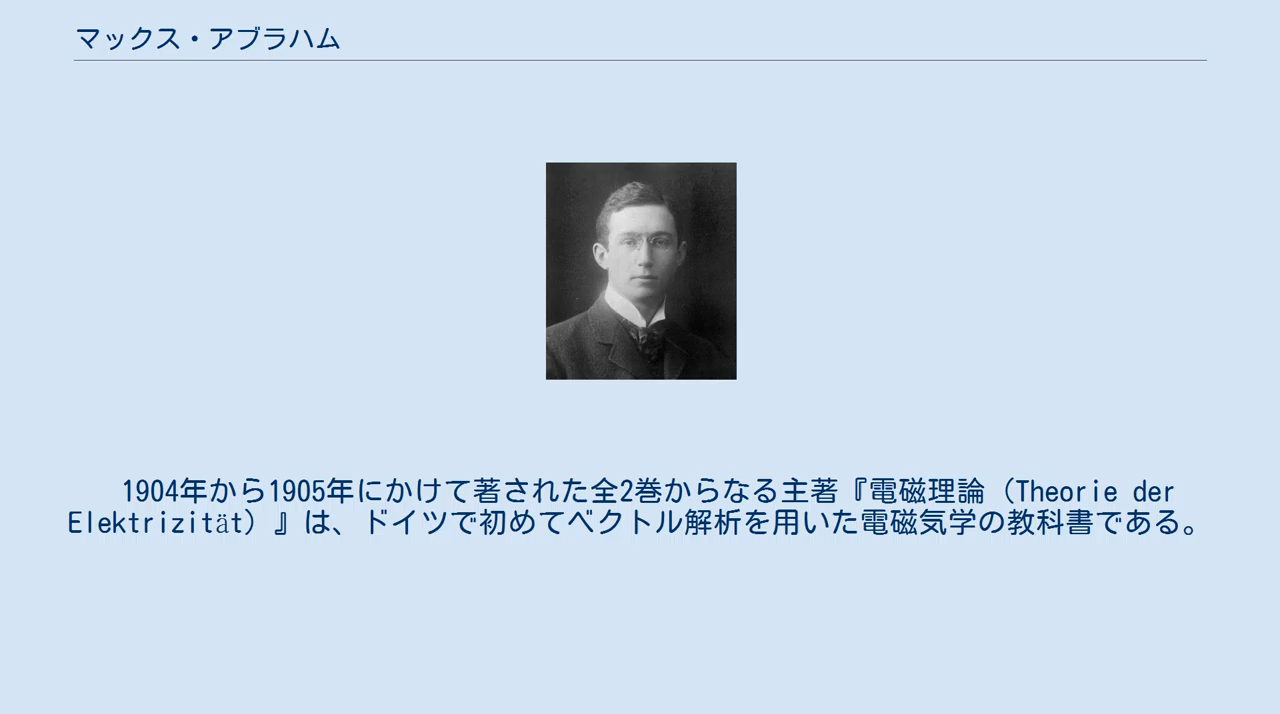 マックス・アブラハム
1904年から1905年にかけて著された全2巻からなる主著『電磁理論（Theorie der
Elektrizität）』は、ドイツで初めてベクトル解析を用いた電磁気学の教科書である。